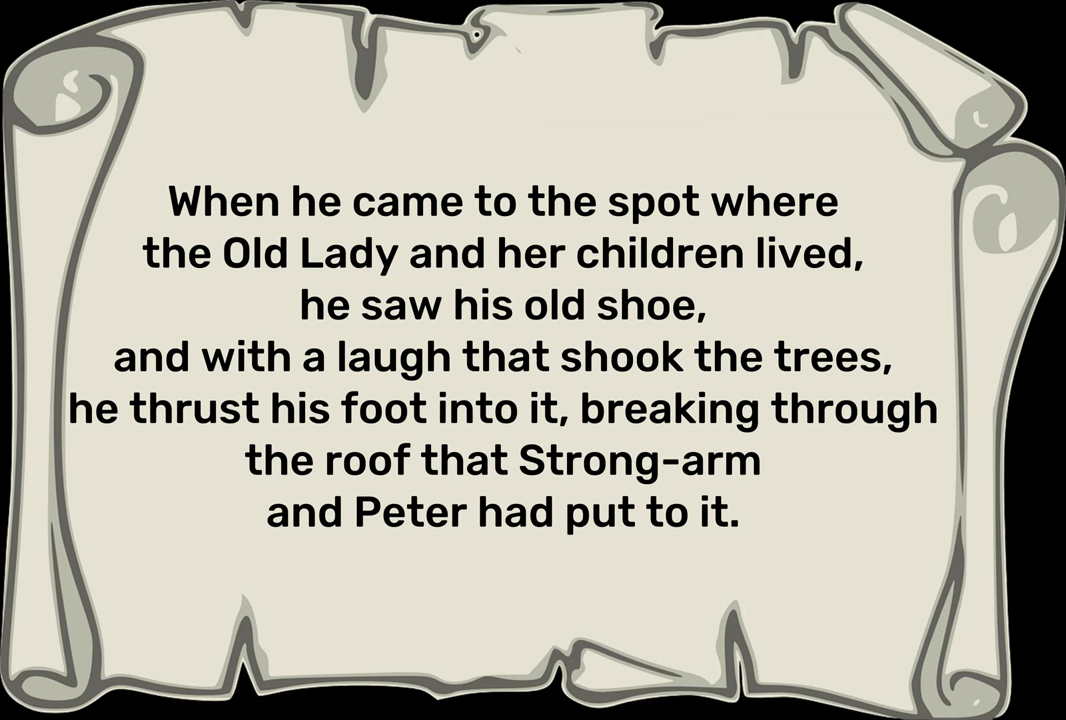 When he came to the spot where
the Old Lady and her children lived,
he saw his old shoe,
and with a laugh that shook the trees,
he thrust his foot into it, breaking through
the roof that Strong-arm
and Peter had put to it.